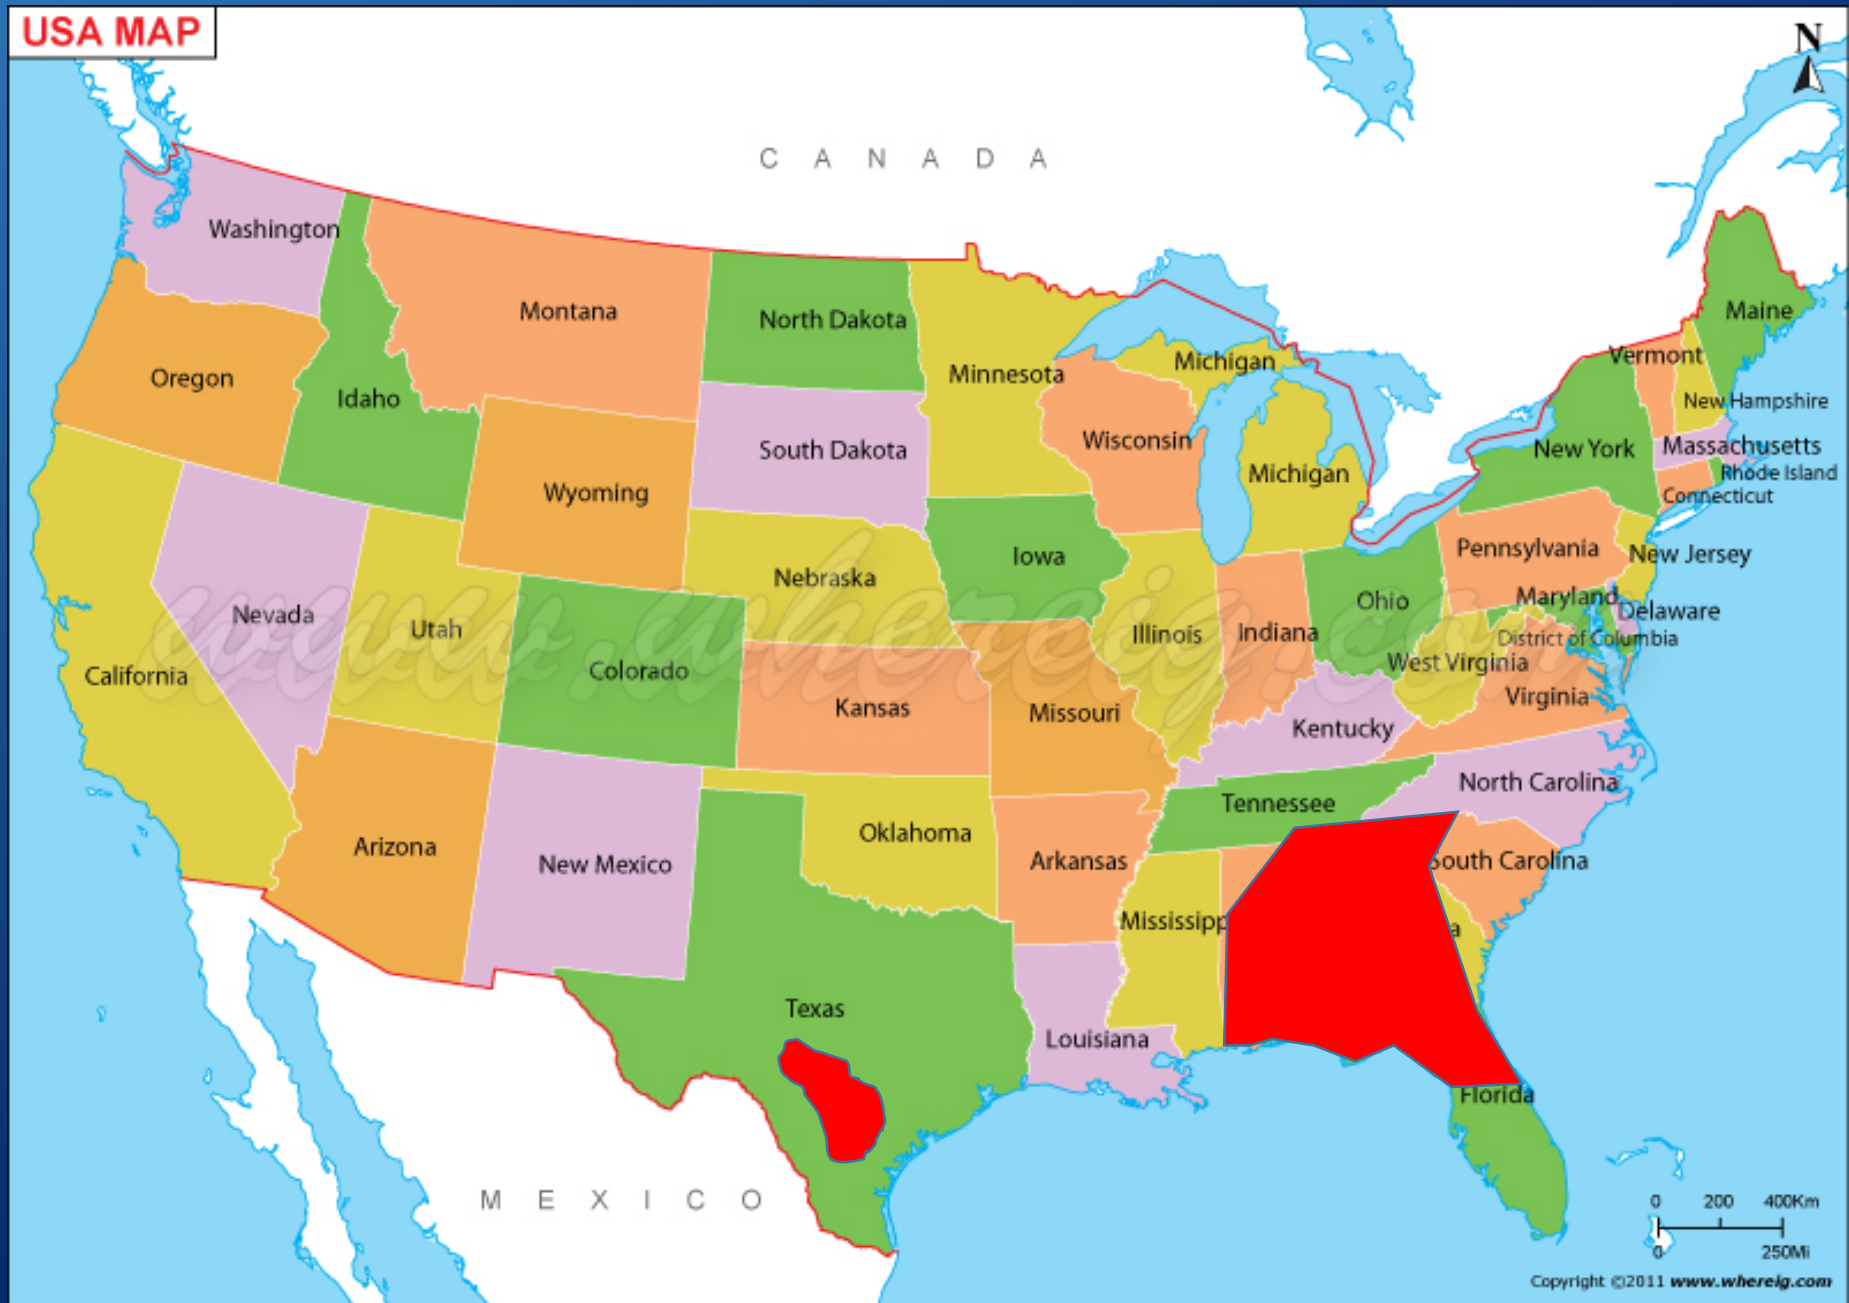 USA MAP
N
CANADA
Washington
Montana
North Dakota
Minnesota
Michigan
Maine
Vermont
Oregon
Idaho
South Dakota
Wisconsin
New York
New Hampshire
Massachusetts
Rhode Island
Connecticut
Wyoming
Michigan
Iowa
Pennsylvania
New Jersey
Nebraska
Ohio
Maryland
Delaware
Nevada
Utah
www.whereig.com
Illinois
Indiana
District of Columbia
California
Colorado
West Virginia
Virginia
Kansas
Missouri
Kentucky
North Carolina
Tennessee
Arizona
New Mexico
Oklahoma
Arkansas
South Carolina
Mississipp
a
Texas
Louisiana
Florida
MEXICO
0 200 400Km
0 250Mi
Copyright ©2011 www.whereig.com